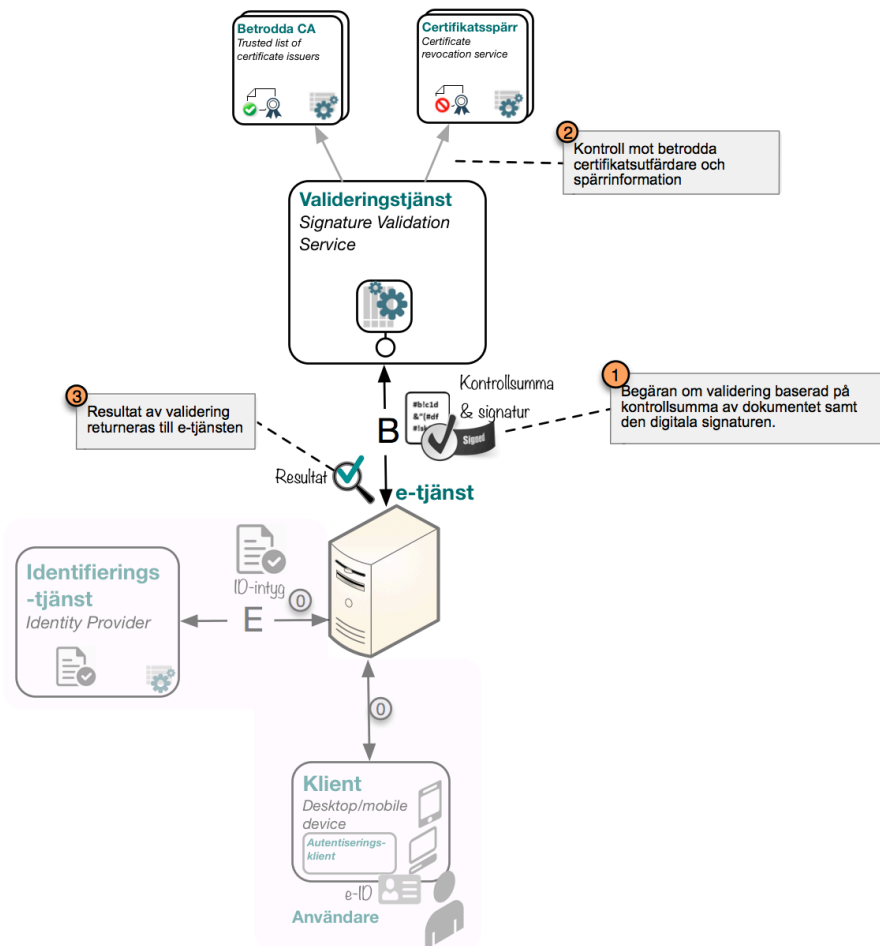 Betrodda CA
Trusted list of
certificate issuers
Certifikatsspärr
Certificate
revocation service
2
Kontroll mot betrodda
certifikatsutfärdare och
spärrinformation
Valideringstjänst
Signature Validation
Service
1
Begäran om validering baserad på
kontrollsumma av dokumentet samt
den digitala signaturen.
Kontrollsumma
& signatur
#b!c1d
&"(#df
Signed
B
3
Resultat av validering
returneras till e-tjänsten
Resultat
e-tjänst
Identifierings
-tjänst
Identity Provider
ID-intyg
0
E
0
Klient
Desktop/mobile
device
Autentiserings-
klient
e-ID
Användare